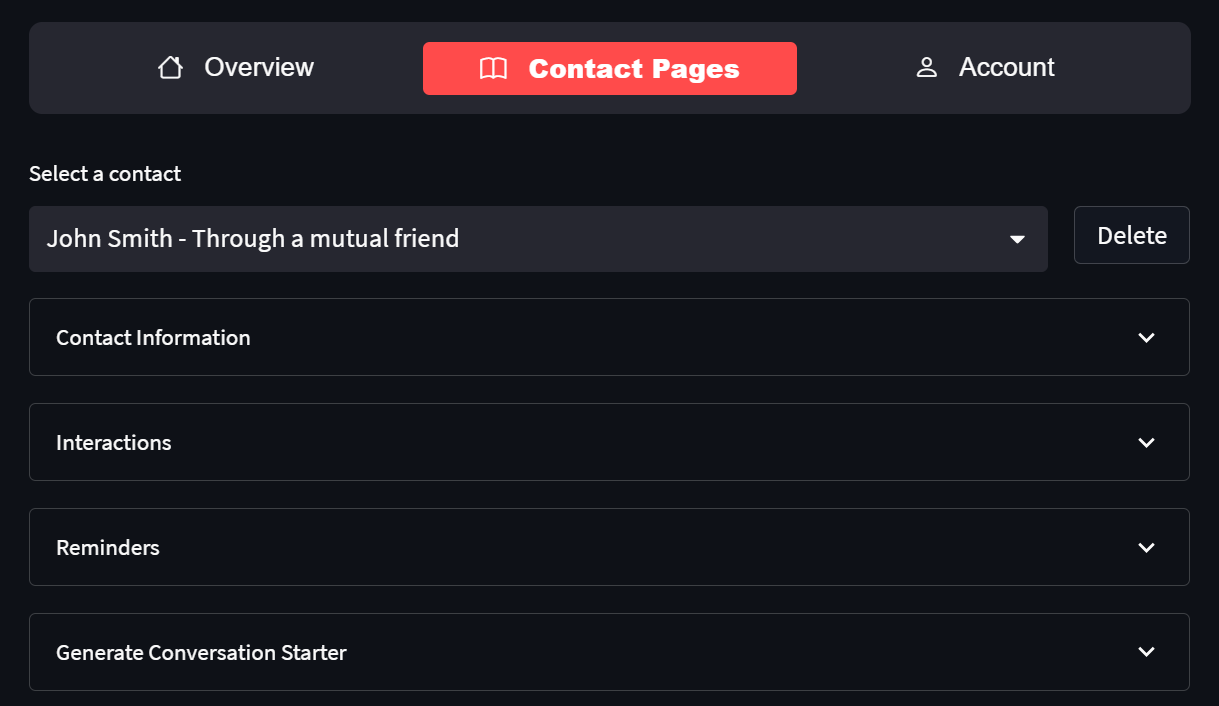 Overview
Contact Pages
Account
Select a contact
John Smith - Through a mutual friend
Delete
Contact Information
Interactions
Reminders
Generate Conversation Starter